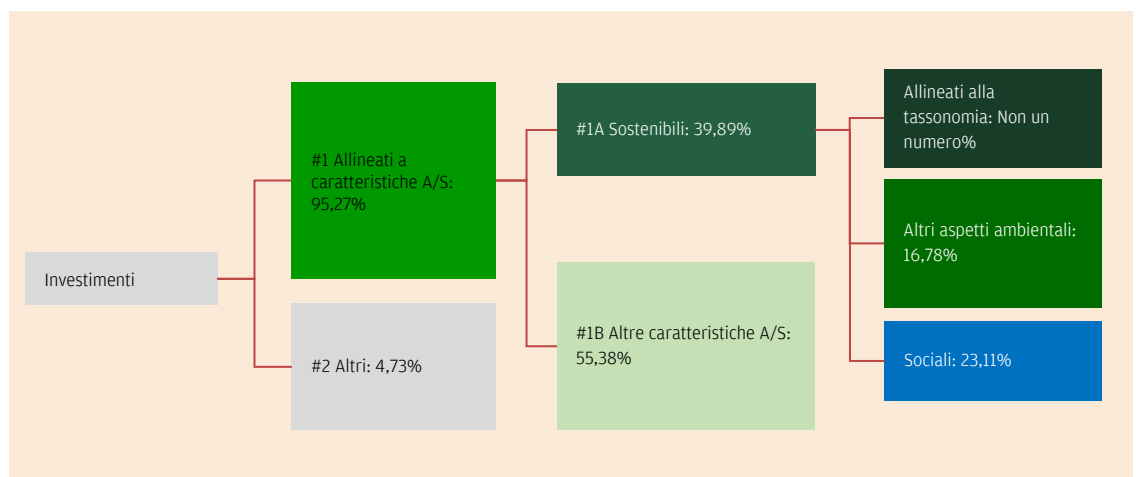 Investimenti
#1 Allineati a
caratteristiche A/S:
95,27%
#2 Altri: 4,73%
#1A Sostenibili: 39,89%
#1B Altre caratteristiche A/S:
55,38%
Allineati alla
tassonomia: Non un
numero%
Altri aspetti ambientali:
16,78%
Sociali: 23,11%